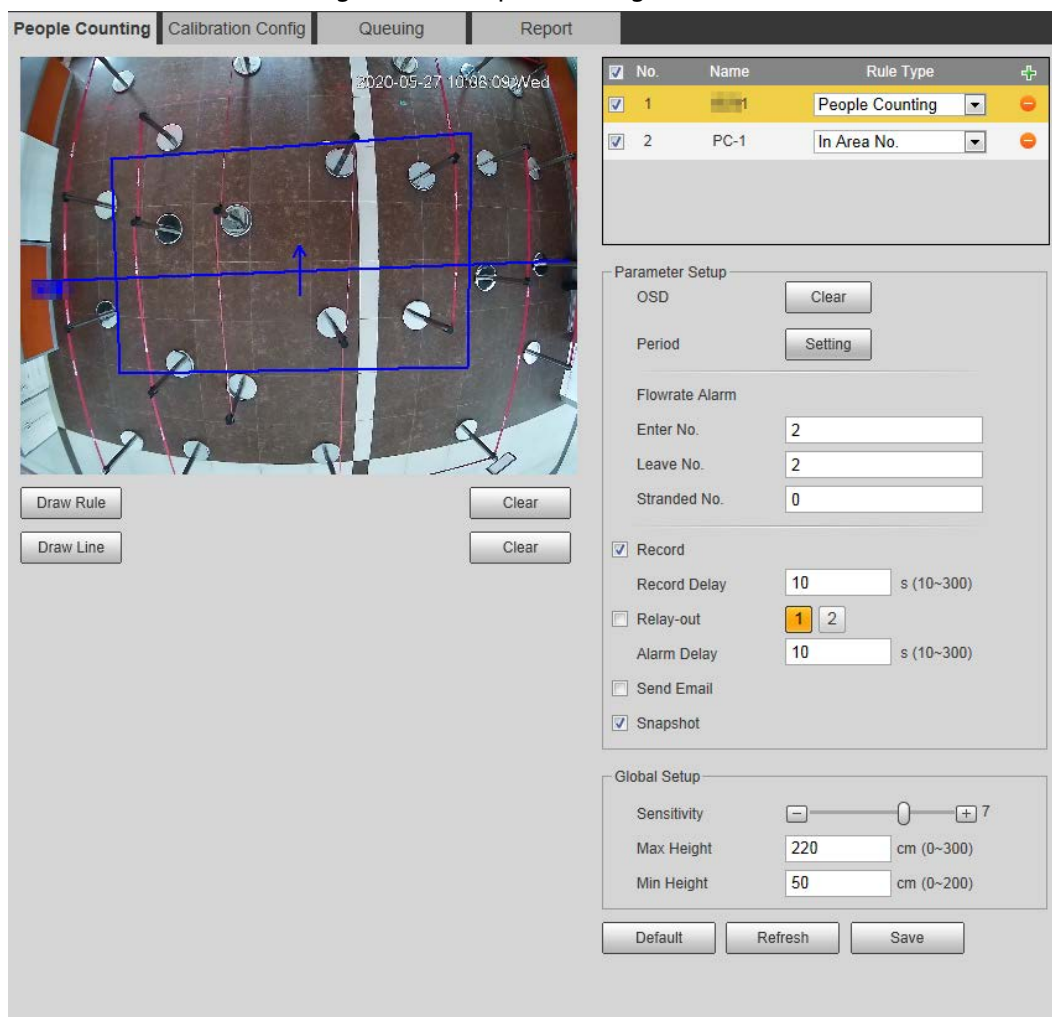 People Counting Calibration Config Queuing Report
2020-05-27 10:08:09 Wed
No. Name Rule Type
1 1 People Counting
2 PC-1 In Area No.
Parameter Setup
OSD Clear
Period Setting
Flowrate Alarm
Enter No. 2
Leave No. 2
Stranded No. 0
Draw Rule Clear
Draw Line Clear
Record
Record Delay 10 s (10~300)
Relay-out 1 2
Alarm Delay 10 s (10~300)
Send Email
Snapshot
Global Setup
Sensitivity 7
Max Height 220 cm (0~300)
Min Height 50 cm (0~200)
Default Refresh Save